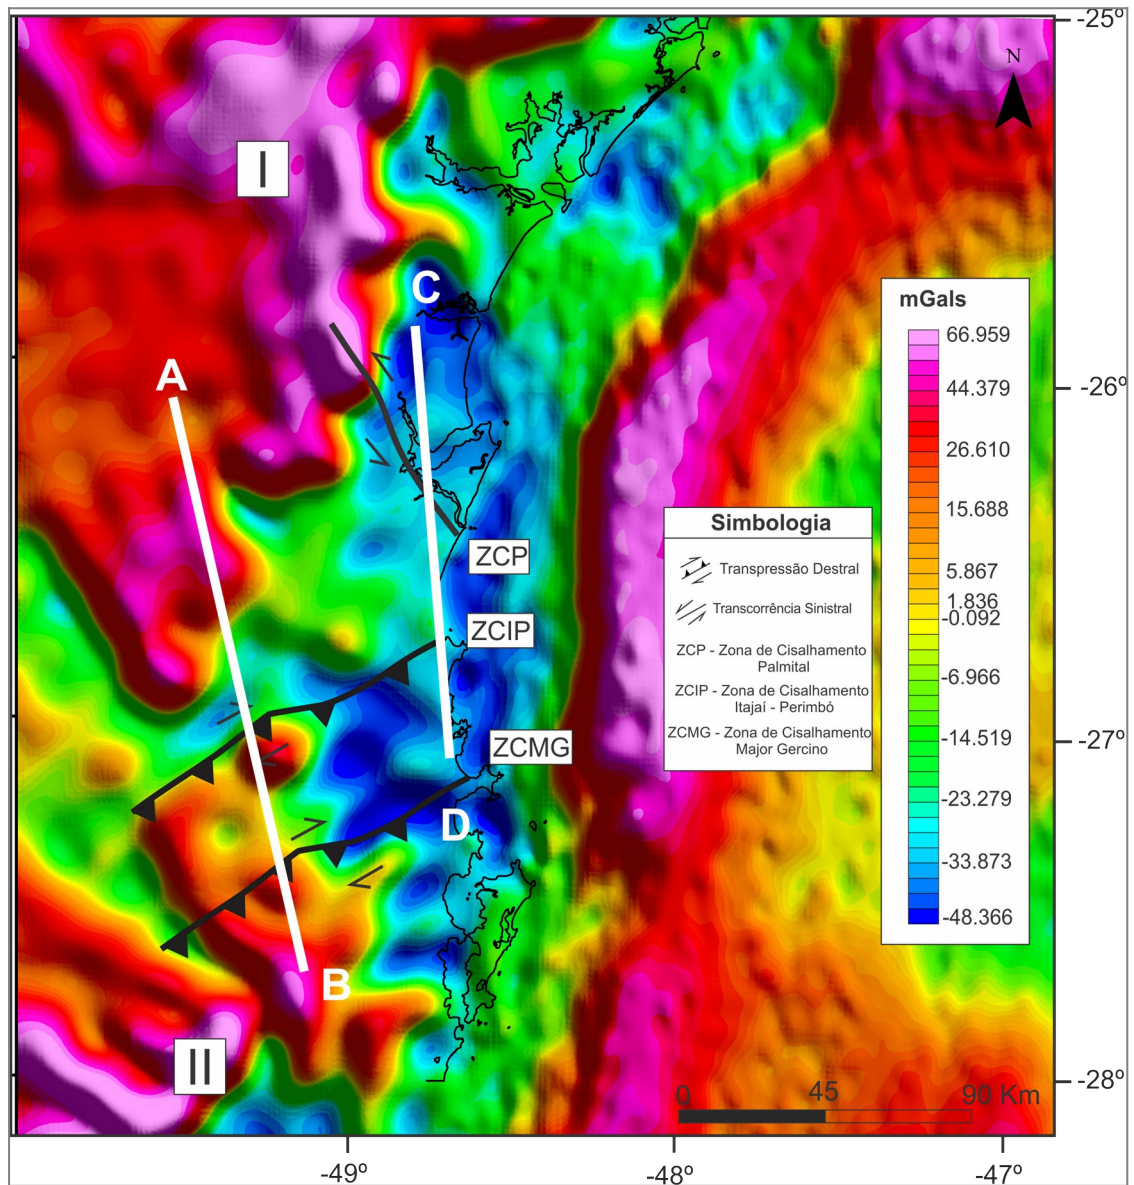 -25º
N
I
C
mGals
66.959
44.379
26.610
15.688
5.867
1.836
-0.092
-6.966
-14.519
-23.279
-33.873
-48.366
A
-26º
Simbologia
Transpressão Destral
Transcorrência Sinistral
ZCP - Zona de Cisalhamento
Palmital
ZCIP - Zona de Cisalhamento
Itajaí - Perimbó
ZCMG - Zona de Cisalhamento
Major Gercino
ZCP
ZCIP
ZCMG
-27º
D
B
II
0 45 90 Km
-28º
-49º -48º -47º